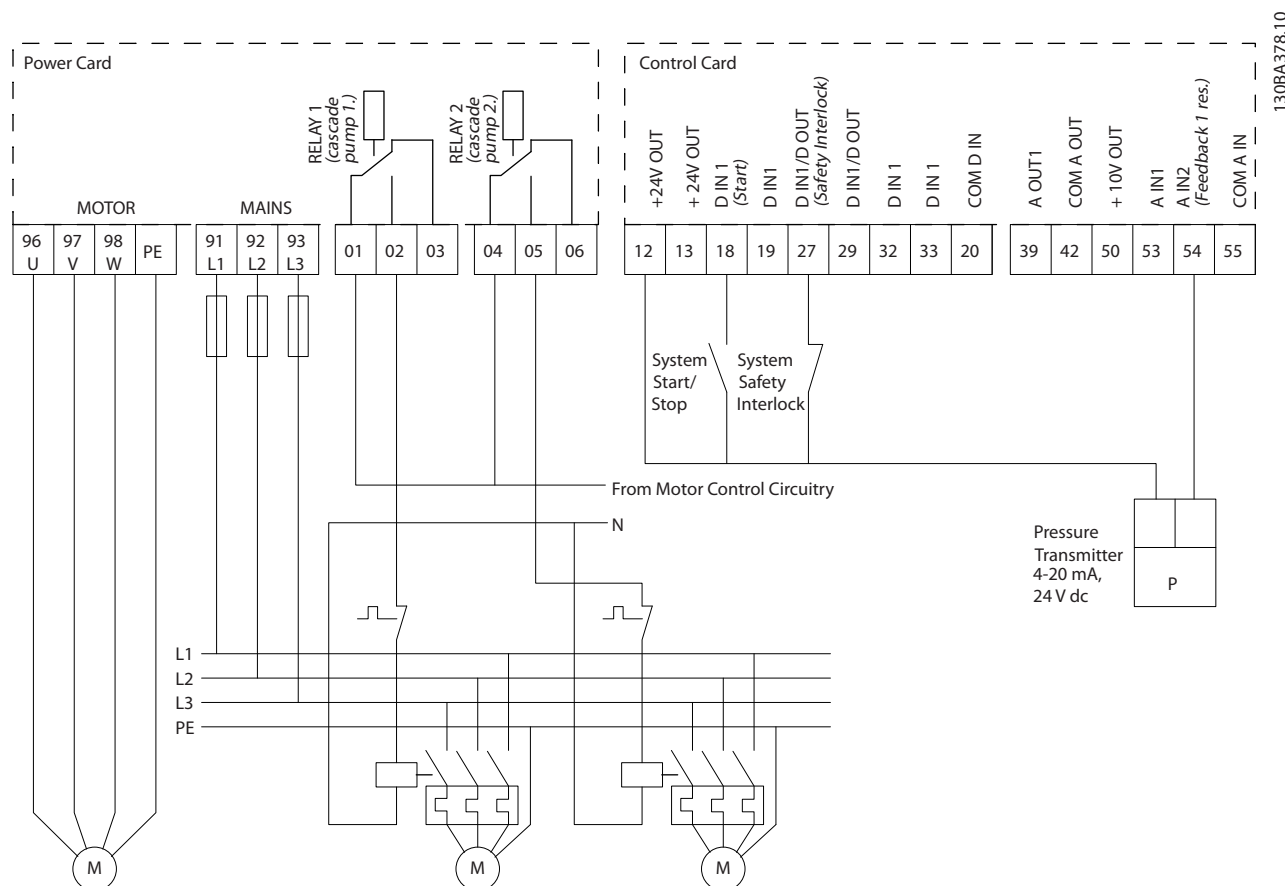 130BA378.10
Power Card
RELAY 1
(cascade
pump 1.)
RELAY 2
(cascade
pump 2.)
MOTOR
MAINS
96
U
97
V
98
W
PE
91
L1
92
L2
93
L3
01
02
03
04
05
06
Control Card
+24V OUT
+ 24V OUT
D IN 1
(Start)
D IN1
D IN1/D OUT
(Safety Interlock)
D IN1/D OUT
D IN 1
D IN 1
COM D IN
A OUT1
COM A OUT
+ 10V OUT
A IN1
A IN2
(Feedback 1 res.)
COM A IN
12
13
18
19
27
29
32
33
20
39
42
50
53
54
55
System
Start/
Stop
System
Safety
Interlock
From Motor Control Circuitry
N
Pressure
Transmitter
4-20 mA,
24 V dc
P
L1
L2
L3
PE
M
M
M